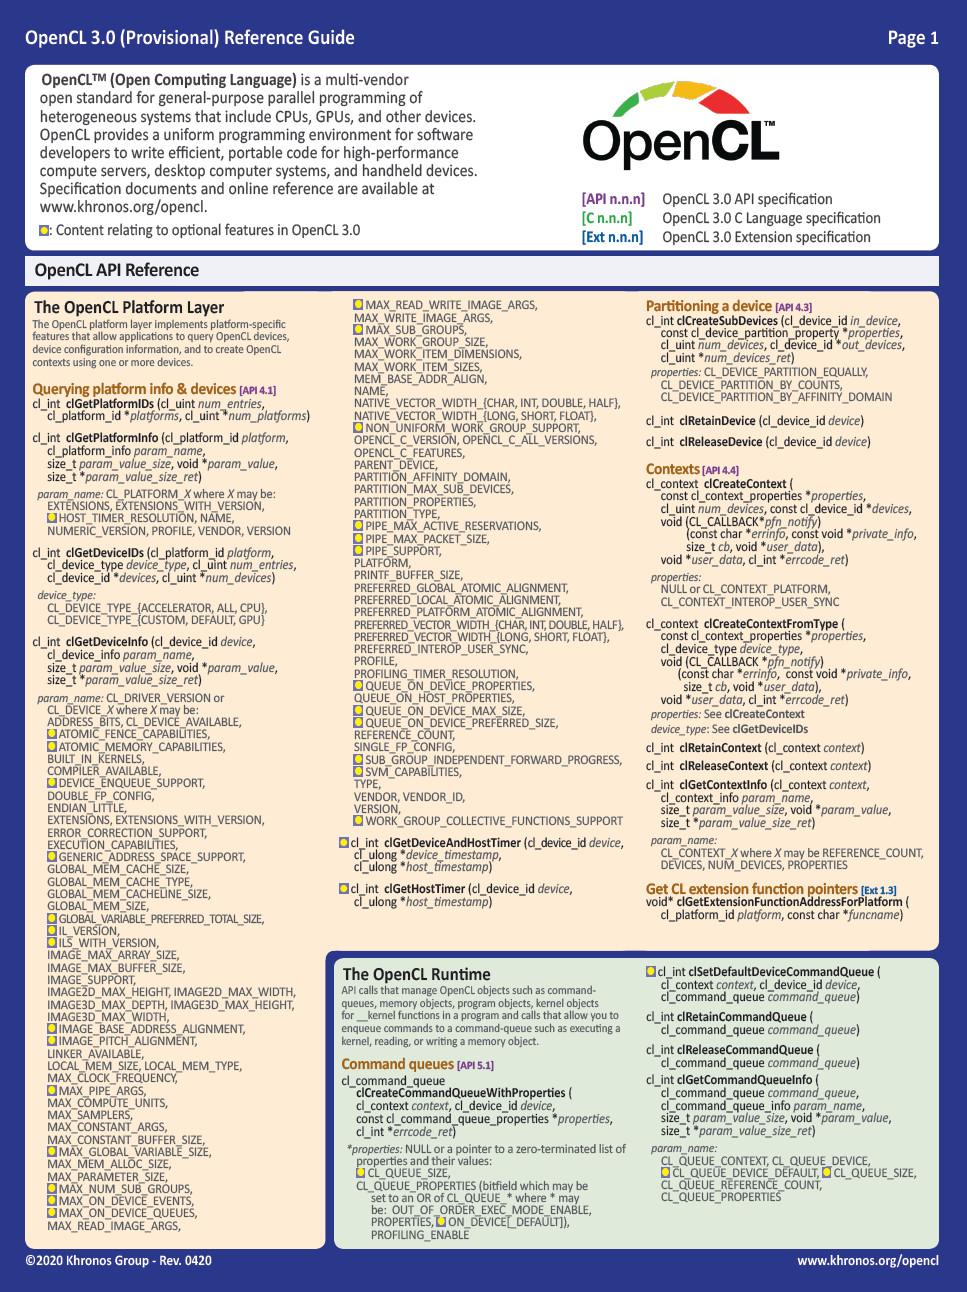 OpenCL 3.0 (Provisional) Reference Guide
Page 1
OpenCL™ (Open Computing Language) is a multi-vendor
open standard for general-purpose parallel programming of
heterogeneous systems that include CPUs, GPUs, and other devices.
OpenCL provides a uniform programming environment for software
developers to write efficient, portable code for high-performance
compute servers, desktop computer systems, and handheld devices.
Specification documents and online reference are available at
www.khronos.org/opencl.
: Content relating to optional features in OpenCL 3.0
OpenCL™
[API n.n.n] OpenCL 3.0 API specification
[C n.n.n] OpenCL 3.0 C Language specification
[Ext n.n.n] OpenCL 3.0 Extension specification
OpenCL API Reference
The OpenCL Platform Layer
The OpenCL platform layer implements platform-specific
features that allow applications to query OpenCL devices,
device configuration information, and to create OpenCL
contexts using one or more devices.
Querying platform info & devices [API 4.1]
cl_int clGetPlatformIDs (cl_uint num_entries,
cl_platform_id *platforms, cl_uint *num_platforms)
cl_int clGetPlatformInfo (cl_platform_id platform,
cl_platform_info param_name,
size_t param_value_size, void *param_value,
size_t *param_value_size_ret)
param_name: CL_PLATFORM_X where X may be:
EXTENSIONS, EXTENSIONS_WITH_VERSION,
HOST_TIMER_RESOLUTION, NAME,
NUMERIC_VERSION, PROFILE, VENDOR, VERSION
cl_int clGetDeviceIDs (cl_platform_id platform,
cl_device_type device_type, cl_uint num_entries,
cl_device_id *devices, cl_uint *num_devices)
device_type:
CL_DEVICE_TYPE_{ACCELERATOR, ALL, CPU},
CL_DEVICE_TYPE_{CUSTOM, DEFAULT, GPU}
cl_int clGetDeviceInfo (cl_device_id device,
cl_device_info param_name,
size_t param_value_size, void *param_value,
size_t *param_value_size_ret)
param_name: CL_DRIVER_VERSION or
CL_DEVICE_X where X may be:
ADDRESS_BITS, CL_DEVICE_AVAILABLE,
ATOMIC_FENCE_CAPABILITIES,
ATOMIC_MEMORY_CAPABILITIES,
BUILT_IN_KERNELS,
COMPILER_AVAILABLE,
DEVICE_ENQUEUE_SUPPORT,
DOUBLE_FP_CONFIG,
ENDIAN_LITTLE,
EXTENSIONS, EXTENSIONS_WITH_VERSION,
ERROR_CORRECTION_SUPPORT,
EXECUTION_CAPABILITIES,
GENERIC_ADDRESS_SPACE_SUPPORT,
GLOBAL_MEM_CACHE_SIZE,
GLOBAL_MEM_CACHE_TYPE,
GLOBAL_MEM_CACHELINE_SIZE,
GLOBAL_MEM_SIZE,
GLOBAL_VARIABLE_PREFERRED_TOTAL_SIZE,
IL_VERSION,
ILS_WITH_VERSION,
IMAGE_MAX_ARRAY_SIZE,
IMAGE_MAX_BUFFER_SIZE,
IMAGE_SUPPORT,
IMAGE2D_MAX_HEIGHT, IMAGE2D_MAX_WIDTH,
IMAGE3D_MAX_DEPTH, IMAGE3D_MAX_HEIGHT,
IMAGE3D_MAX_WIDTH,
IMAGE_BASE_ADDRESS_ALIGNMENT,
IMAGE_PITCH_ALIGNMENT,
LINKER_AVAILABLE,
LOCAL_MEM_SIZE, LOCAL_MEM_TYPE,
MAX_CLOCK_FREQUENCY,
MAX_PIPE_ARGS,
MAX_COMPUTE_UNITS,
MAX_SAMPLERS,
MAX_CONSTANT_ARGS,
MAX_CONSTANT_BUFFER_SIZE,
MAX_GLOBAL_VARIABLE_SIZE,
MAX_MEM_ALLOC_SIZE,
MAX_PARAMETER_SIZE,
MAX_NUM_SUB_GROUPS,
MAX_ON_DEVICE_EVENTS,
MAX_ON_DEVICE_QUEUES,
MAX_READ_IMAGE_ARGS,
MAX_READ_WRITE_IMAGE_ARGS,
MAX_WRITE_IMAGE_ARGS,
MAX_SUB_GROUPS,
MAX_WORK_GROUP_SIZE,
MAX_WORK_ITEM_DIMENSIONS,
MAX_WORK_ITEM_SIZES,
MEM_BASE_ADDR_ALIGN,
NAME,
NATIVE_VECTOR_WIDTH_{CHAR, INT, DOUBLE, HALF},
NATIVE_VECTOR_WIDTH_{LONG, SHORT, FLOAT},
NON_UNIFORM_WORK_GROUP_SUPPORT,
OPENCL_C_VERSION, OPENCL_C_ALL_VERSIONS,
OPENCL_C_FEATURES,
PARENT_DEVICE,
PARTITION_AFFINITY_DOMAIN,
PARTITION_MAX_SUB_DEVICES,
PARTITION_PROPERTIES,
PARTITION_TYPE,
PIPE_MAX_ACTIVE_RESERVATIONS,
PIPE_MAX_PACKET_SIZE,
PIPE_SUPPORT,
PLATFORM,
PRINTF_BUFFER_SIZE,
PREFERRED_GLOBAL_ATOMIC_ALIGNMENT,
PREFERRED_LOCAL_ATOMIC_ALIGNMENT,
PREFERRED_PLATFORM_ATOMIC_ALIGNMENT,
PREFERRED_VECTOR_WIDTH_{CHAR, INT, DOUBLE, HALF},
PREFERRED_VECTOR_WIDTH_{LONG, SHORT, FLOAT},
PREFERRED_INTEROP_USER_SYNC,
PROFILE,
PROFILING_TIMER_RESOLUTION,
QUEUE_ON_DEVICE_PROPERTIES,
QUEUE_ON_HOST_PROPERTIES,
QUEUE_ON_DEVICE_MAX_SIZE,
QUEUE_ON_DEVICE_PREFERRED_SIZE,
REFERENCE_COUNT,
SINGLE_FP_CONFIG,
SUB_GROUP_INDEPENDENT_FORWARD_PROGRESS,
SVM_CAPABILITIES,
TYPE,
VENDOR, VENDOR_ID,
VERSION,
WORK_GROUP_COLLECTIVE_FUNCTIONS_SUPPORT
cl_int clGetDeviceAndHostTimer (cl_device_id device,
cl_ulong *device_timestamp,
cl_ulong *host_timestamp)
cl_int clGetHostTimer (cl_device_id device,
cl_ulong *host_timestamp)
Partitioning a device [API 4.3]
cl_int clCreateSubDevices (cl_device_id in_device,
const cl_device_partition_property *properties,
cl_uint num_devices, cl_device_id *out_devices,
cl_uint *num_devices_ret)
properties: CL_DEVICE_PARTITION_EQUALLY,
CL_DEVICE_PARTITION_BY_COUNTS,
CL_DEVICE_PARTITION_BY_AFFINITY_DOMAIN
cl_int clRetainDevice (cl_device_id device)
cl_int clReleaseDevice (cl_device_id device)
Contexts [API 4.4]
cl_context clCreateContext (
const cl_context_properties *properties,
cl_uint num_devices, const cl_device_id *devices,
void (CL_CALLBACK*pfn_notify)
(const char *errinfo, const void *private_info,
size_t cb, void *user_data),
void *user_data, cl_int *errcode_ret)
properties:
NULL or CL_CONTEXT_PLATFORM,
CL_CONTEXT_INTEROP_USER_SYNC
cl_context clCreateContextFromType (
const cl_context_properties *properties,
cl_device_type device_type,
void (CL_CALLBACK *pfn_notify)
(const char *errinfo, const void *private_info,
size_t cb, void *user_data),
void *user_data, cl_int *errcode_ret)
properties: See clCreateContext
device_type: See clGetDeviceIDs
cl_int clRetainContext (cl_context context)
cl_int clReleaseContext (cl_context context)
cl_int clGetContextInfo (cl_context context,
cl_context_info param_name,
size_t param_value_size, void *param_value,
size_t *param_value_size_ret)
param_name:
CL_CONTEXT_X where X may be REFERENCE_COUNT,
DEVICES, NUM_DEVICES, PROPERTIES
Get CL extension function pointers [Ext 1.3]
void* clGetExtensionFunctionAddressForPlatform (
cl_platform_id platform, const char *funcname)
The OpenCL Runtime
API calls that manage OpenCL objects such as command-
queues, memory objects, program objects, kernel objects
for __kernel functions in a program and calls that allow you to
enqueue commands to a command-queue such as executing a
kernel, reading, or writing a memory object.
Command queues [API 5.1]
cl_command_queue
clCreateCommandQueueWithProperties (
cl_context context, cl_device_id device,
const cl_command_queue_properties *properties,
cl_int *errcode_ret)
*properties: NULL or a pointer to a zero-terminated list of
properties and their values:
CL_QUEUE_SIZE,
CL_QUEUE_PROPERTIES (bitfield which may be
set to an OR of CL_QUEUE_* where * may
be: OUT_OF_ORDER_EXEC_MODE_ENABLE,
PROPERTIES, ON_DEVICE[_DEFAULT]),
PROFILING_ENABLE
cl_int clSetDefaultDeviceCommandQueue (
cl_context context, cl_device_id device,
cl_command_queue command_queue)
cl_int clRetainCommandQueue (
cl_command_queue command_queue)
cl_int clReleaseCommandQueue (
cl_command_queue command_queue)
cl_int clGetCommandQueueInfo (
cl_command_queue command_queue,
cl_command_queue_info param_name,
size_t param_value_size, void *param_value,
size_t *param_value_size_ret)
param_name:
CL_QUEUE_CONTEXT, CL_QUEUE_DEVICE,
CL_QUEUE_DEVICE_DEFAULT, CL_QUEUE_SIZE,
CL_QUEUE_REFERENCE_COUNT,
CL_QUEUE_PROPERTIES
©2020 Khronos Group - Rev. 0420
www.khronos.org/opencl